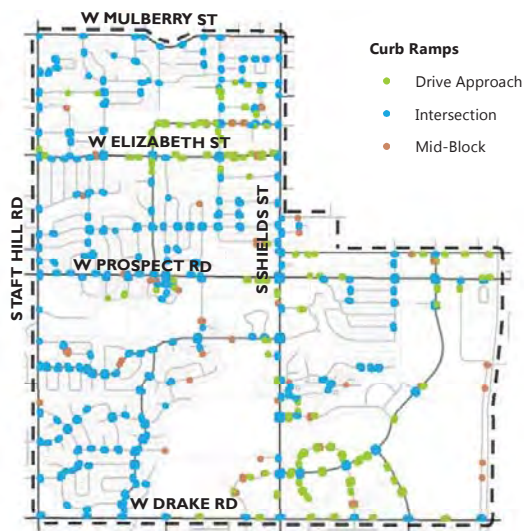 W MULBERRY ST
Curb Ramps
Drive Approach
Intersection
Mid-Block
W ELIZABETH ST
S TAFT HILL RD
S SHIELDS ST
W PROSPECT RD
W DRAKE RD